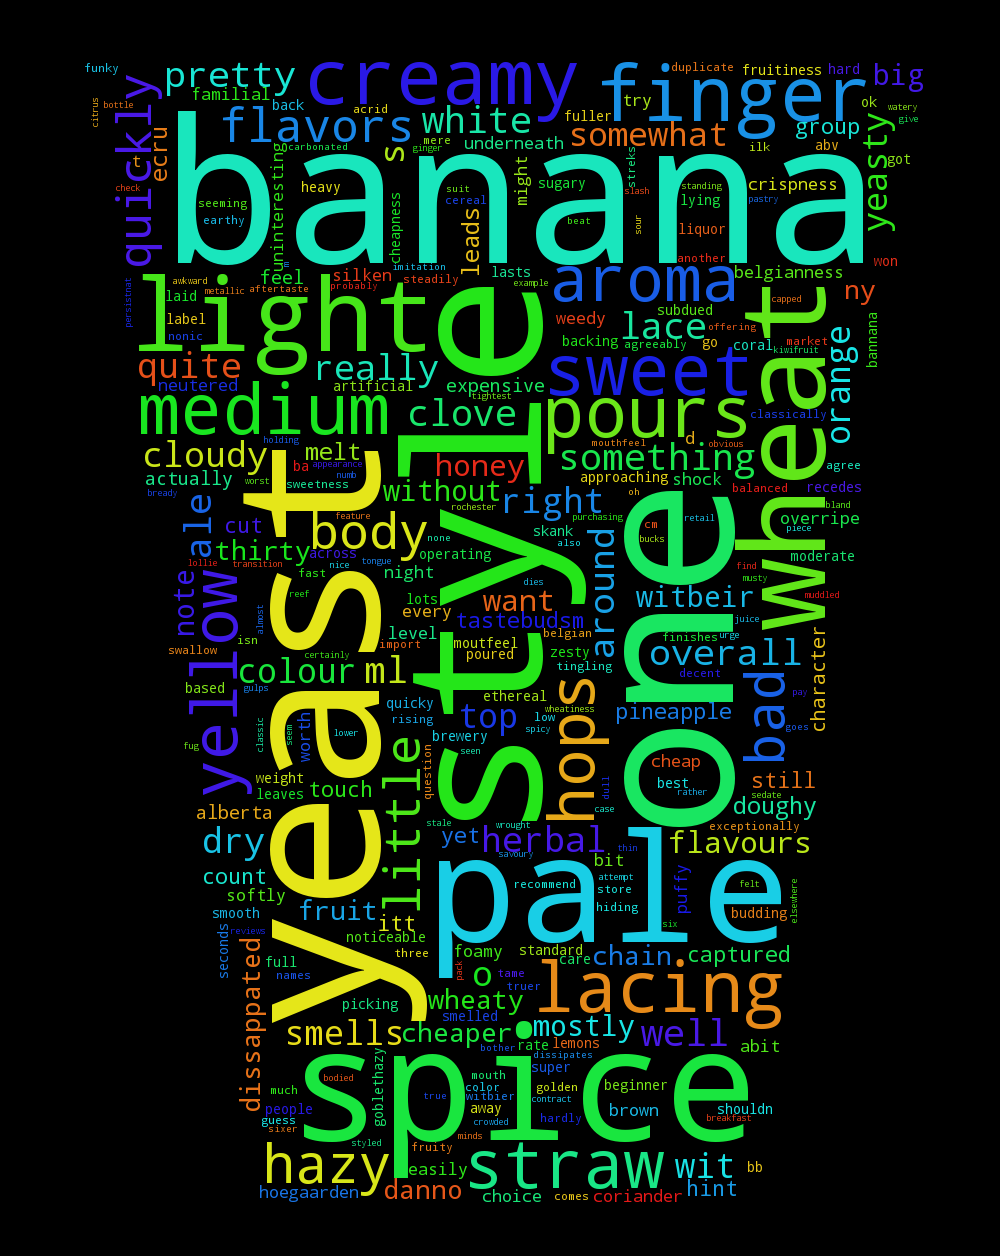 funky
pretty
creamy
finger
duplicate
fruitiness
hard
big
citrus
bottle
quickly
familial
back
acrid
try
ok
watery
give
flavors
white
fuller
somewhat
group
ecru
rt
banana
carbonated
s
mere
ginger
underneath
ilk
abv
got
yeasty
uninteresting
heavy
cheapness
suit
cereal
might
sugary
streks
slash
standing
lying
crispness
pastry
check
seeming
earthy
leads
beat
sour
liquor
m
imitation
steadily
lasts
another
belgianness
won
persistnat
awkward
laid
metallic
feel
aftertaste
silken
probably
example
aroma
capped
ny
light
label
nonic
weedy
lace
subdued
offering
coral
market
kiwifruit
bannana
backing
agreeably
go
quite
really
neutered
artificial
expensive
tightest
sweet
wheat
orange
medium
clove
pours
d
classically
cloudy
holding
melt
honey
mouthfeel
something
obvious
actually
ba
appearance
numb
approaching
shock
agree
bready
worst
sweetness
without
right
oh
balanced
recedes
ale
cut
body
rochester
purchasing
retail
bland
feature
none
skank
cm
bucks
piece
overripe
thirty
across
operating
also
around
one
moderate
lollie
transition
nice
tongue
fast
night
dies
find
musty
note
yellow
reef
lots
want
witbeir
muddled
almost
every
tastebudsm
juice
isn
level
belgian
finishes
urge
character
swallow
certainly
import
moutfeel
poured
zesty
overall
colour
ml
tingling
decent
based
gulps
ethereal
pay
quicky
wheatiness
hops
pineapple
bad
rising
top
low
spicy
goes
fug
classic
seem
worth
lower
brewery
seen
cheap
weight
question
best
rather
still
leaves
touch
little
dull
case
sedate
doughy
alberta
yeast
style
stale
wrought
exceptionally
dry
yet
herbal
savoury
thin
flavours
bit
count
pale
recommend
attempt
store
felt
softly
puffy
elsewhere
smooth
fruit
itt
hiding
budding
reviews
noticeable
six
seconds
dissappated
three
foamy
standard
care
chain
captured
full
names
pack
o
tame
truer
picking
wheaty
lacing
smelled
smells
cheaper
mostly
well
rate
lemons
abit
bother
dissipates
bodied
super
goblethazy
mouth
color
golden
beginner
much
true
witbier
contract
people
away
brown
shouldn
guess
crowded
hardly
breakfast
sixer
spice
minds
styled
fruity
hazy
easily
straw
wit
bb
hoegaarden
danno
choice
comes
coriander
hint